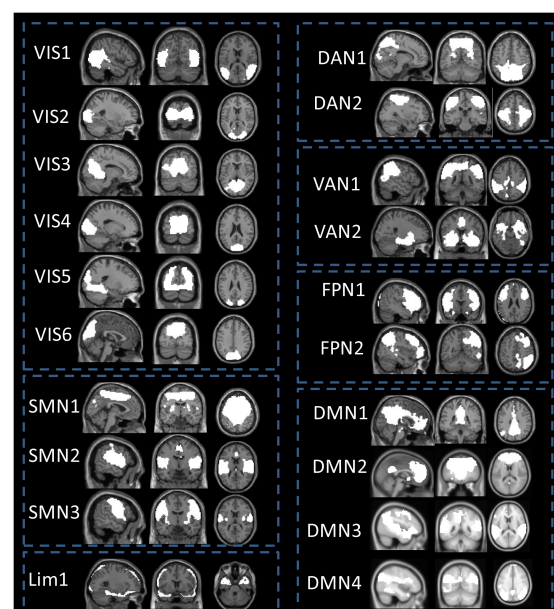 VIS1
VIS2
VIS3
VIS4
VIS5
VIS6
SMN1
SMN2
SMN3
Lim1
DAN1
DAN2
VAN1
VAN2
FPN1
FPN2
DMN1
DMN2
DMN3
DMN4